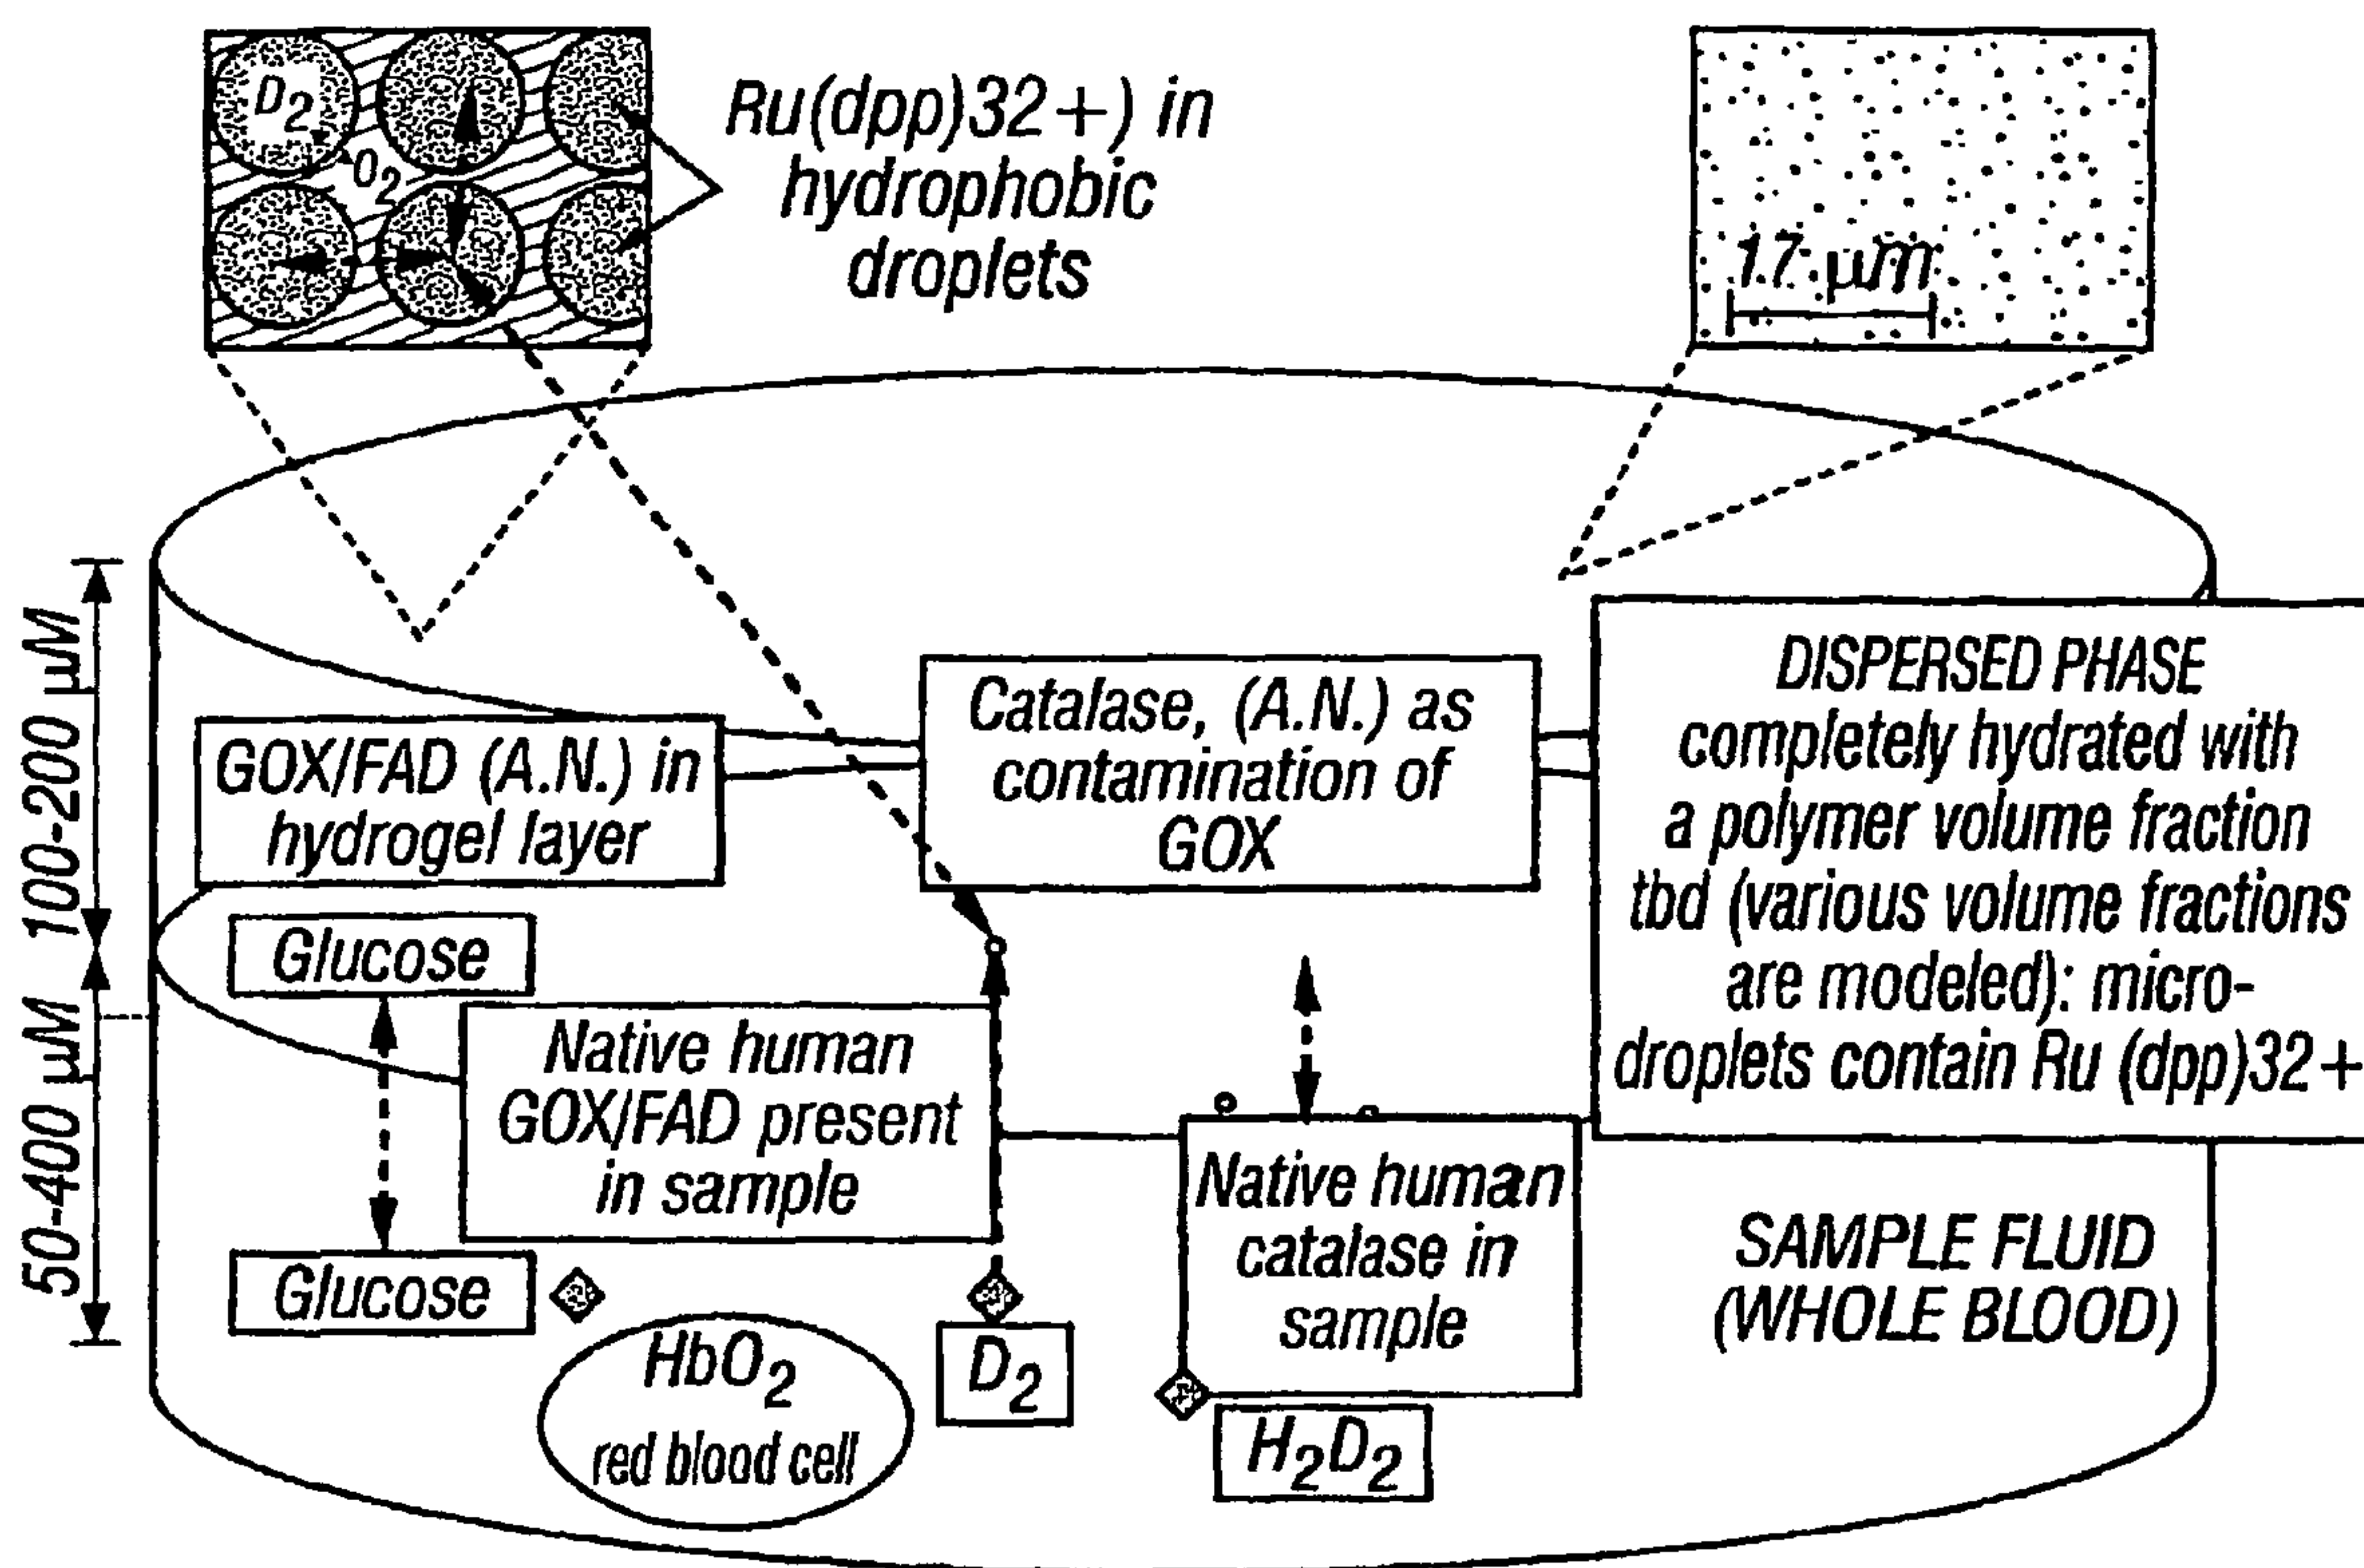 D2
O2
Ru(dpp)32+) in
hydrophobic
droplets
1.7 µm
100-200 µM
50-400 µM
GOX/FAD (A.N.) in
hydrogel layer
Catalase, (A.N.) as
contamination of
GOX
DISPERSED PHASE
completely hydrated with
a polymer volume fraction
tbd (various volume fractions
are modeled): micro-
droplets contain Ru (dpp)32+
Glucose
Native human
GOX/FAD present
in sample
Glucose
HbO2
red blood cell
D2
Native human
catalase in
sample
H2D2
SAMPLE FLUID
(WHOLE BLOOD)